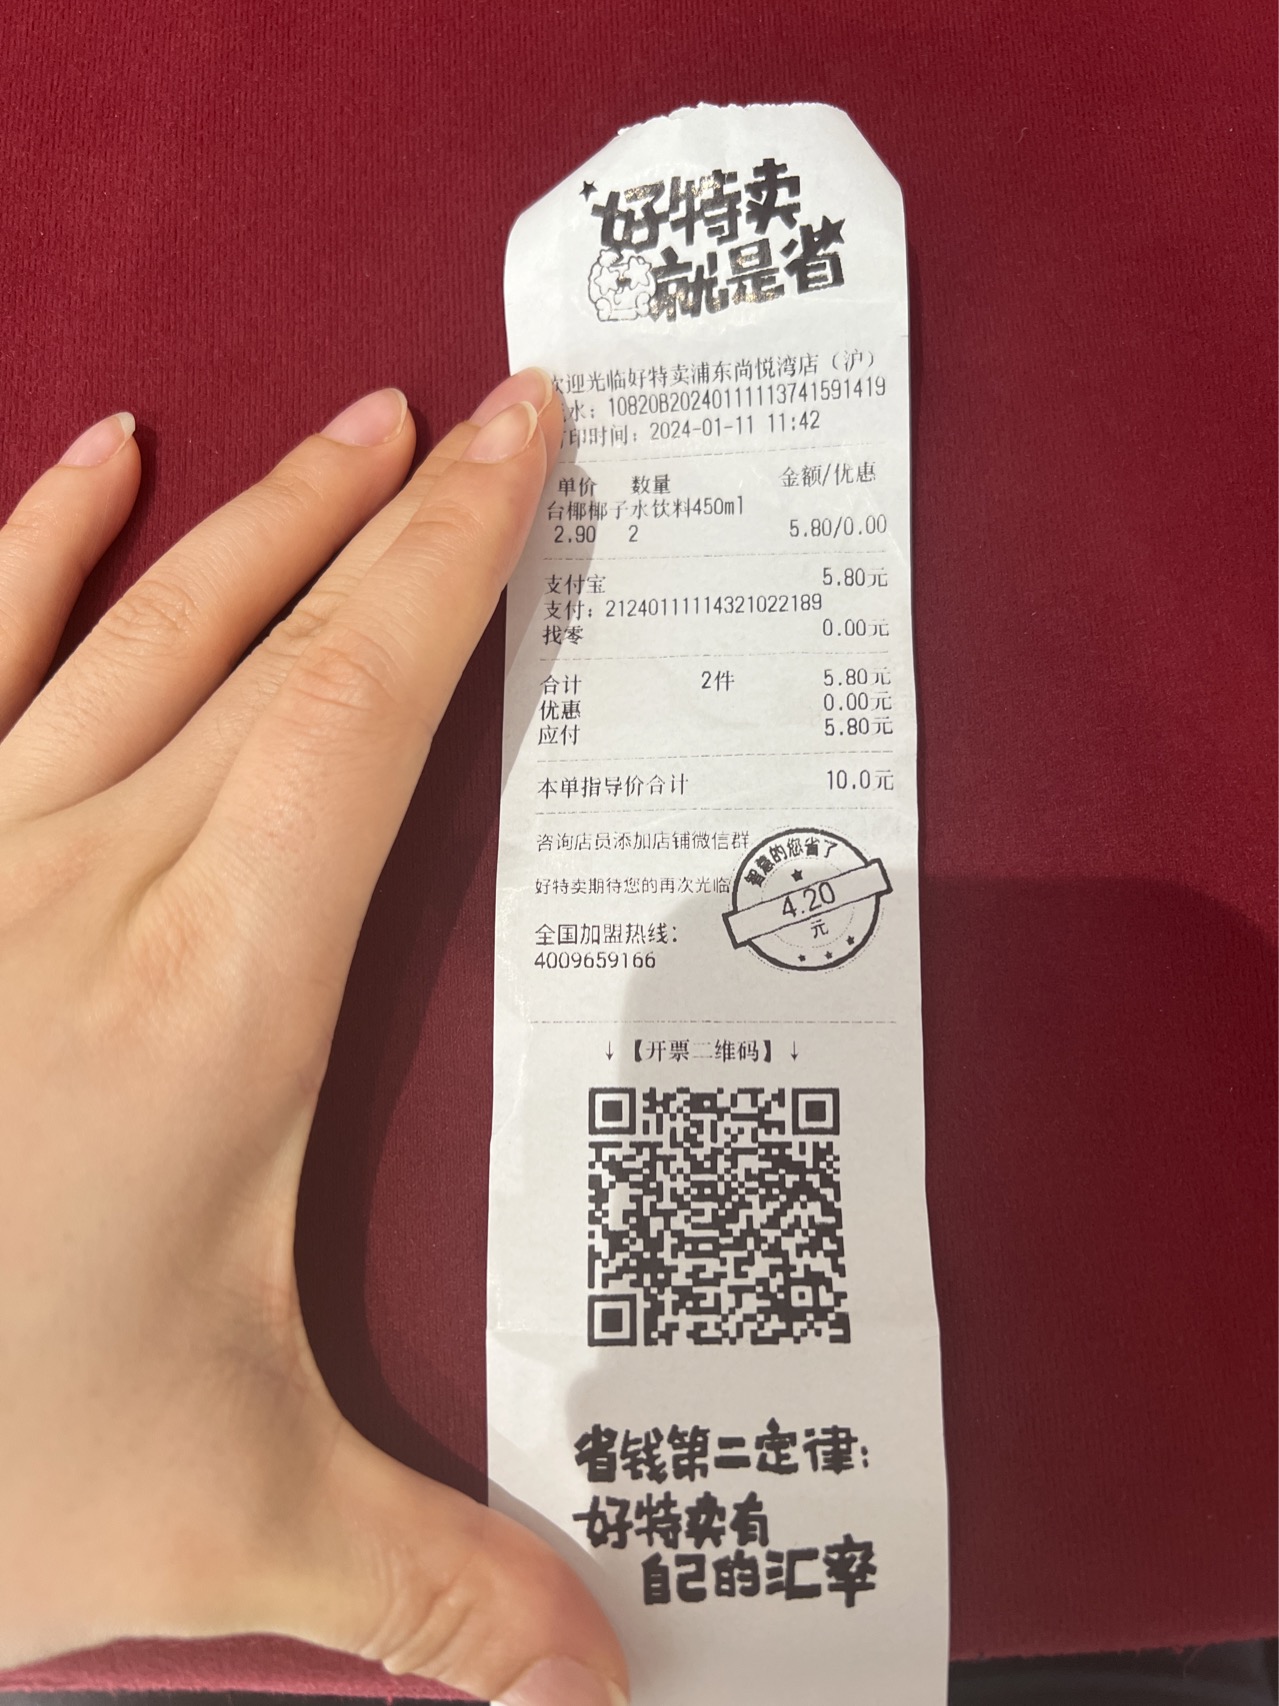 好特卖
就是省
欢迎光临好特卖浦东尚悦湾店（沪）
流水：10820B20240111113741591419
打印时间：2024-01-11 11:42
单价 数量 金额/优惠
台椰椰子水饮料450ml
2.90 2 5.80/0.00
支付宝 5.80元
支付：21240111114321022189
找零 0.00元
合计 2件 5.80元
优惠 0.00元
应付 5.80元
本单指导价合计 10.0元
咨询店员添加店铺微信群
好特卖期待您的再次光临
智慧的您省了
4.20
元
全国加盟热线：
4009659166
↓【开票二维码】↓
省钱第二定律：
好特卖有
自己的汇率